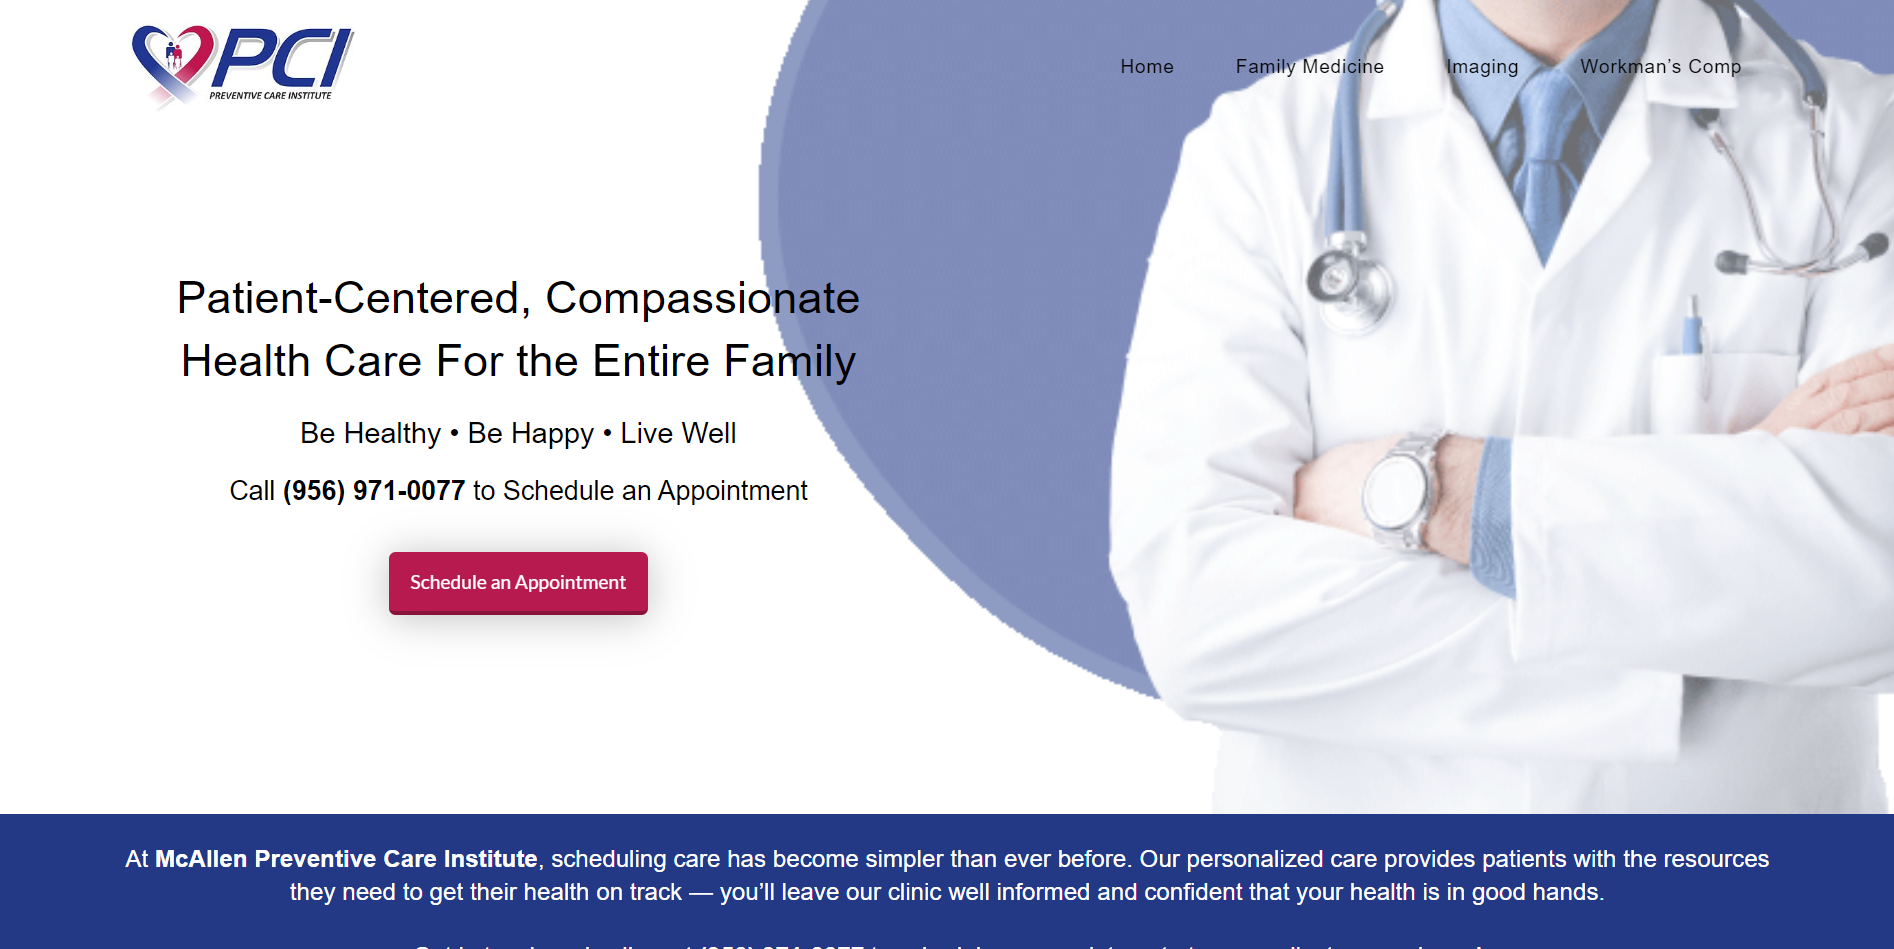 PCI
PREVENTIVE CARE INSTITUTE
Home
Family Medicine
Imaging
Workman’s Comp
Patient-Centered, Compassionate
Health Care For the Entire Family
Be Healthy • Be Happy • Live Well
Call (956) 971-0077 to Schedule an Appointment
Schedule an Appointment
At McAllen Preventive Care Institute, scheduling care has become simpler than ever before. Our personalized care provides patients with the resources
they need to get their health on track — you’ll leave our clinic well informed and confident that your health is in good hands.